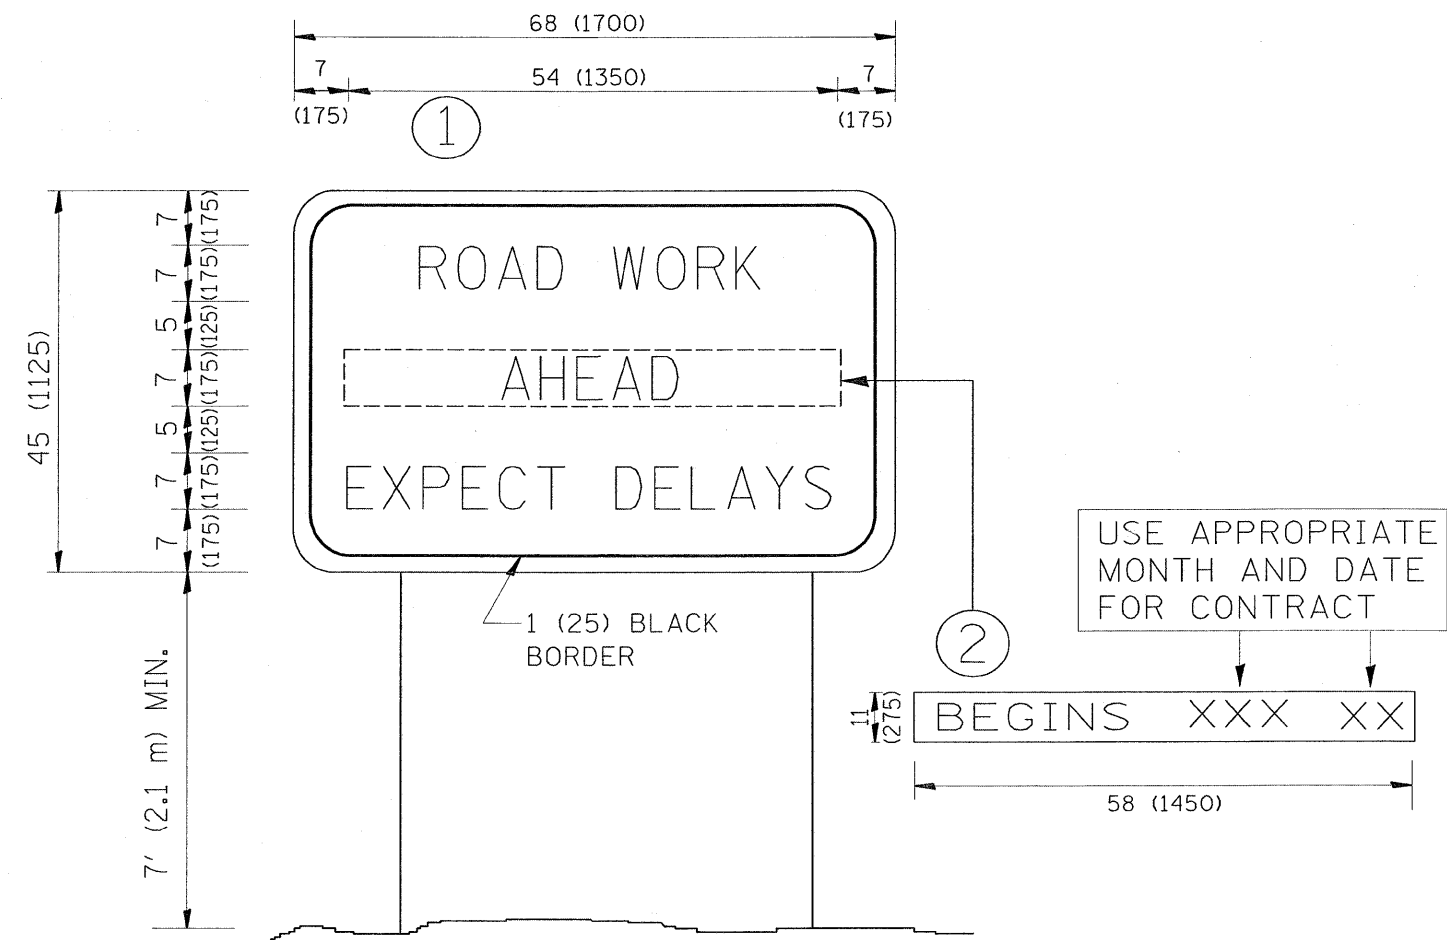 68 (1700)
7
54 (1350)
7
(175)
(175)
1
45 (1125)
7
(175)
7
(175)
5
(125)
7
(175)
5
(125)
7
(175)
7
(175)
ROAD WORK
AHEAD
EXPECT DELAYS
1 (25) BLACK
BORDER
7' (2.1 m) MIN.
2
USE APPROPRIATE
MONTH AND DATE
FOR CONTRACT
11
(275)
BEGINS XXX XX
58 (1450)